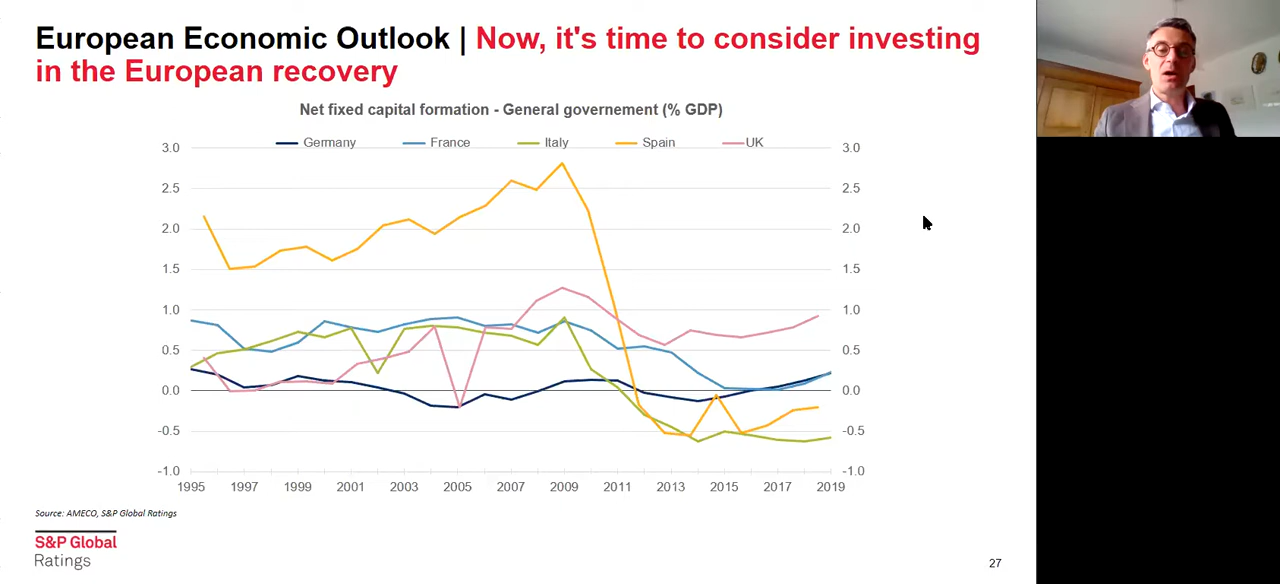 European Economic Outlook | Now, it's time to consider investing
in the European recovery
Net fixed capital formation - General governement (% GDP)
Germany France Italy Spain UK
3.0 3.0
2.5 2.5
2.0 2.0
1.5 1.5
1.0 1.0
0.5 0.5
0.0 0.0
-0.5 -0.5
-1.0 -1.0
1995 1997 1999 2001 2003 2005 2007 2009 2011 2013 2015 2017 2019
Source: AMECO, S&P Global Ratings
S&P Global
Ratings
27